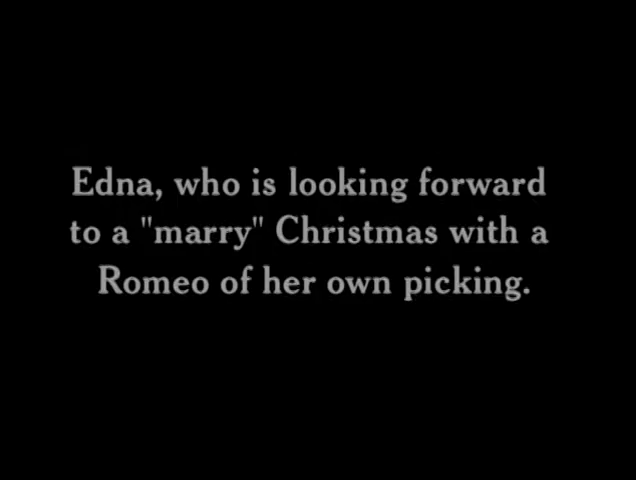 Edna, who is looking forward
to a "marry" Christmas with a
Romeo of her own picking.